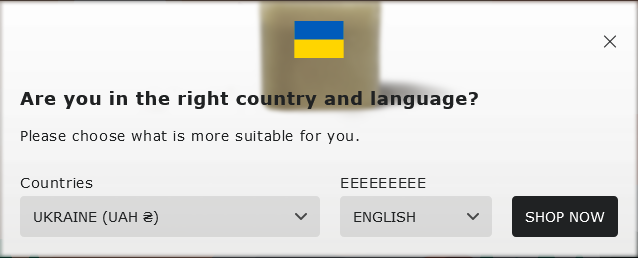 Are you in the right country and language?
Please choose what is more suitable for you.
Countries
EEEEEEEEE
UKRAINE (UAH ₴)
ENGLISH
SHOP NOW